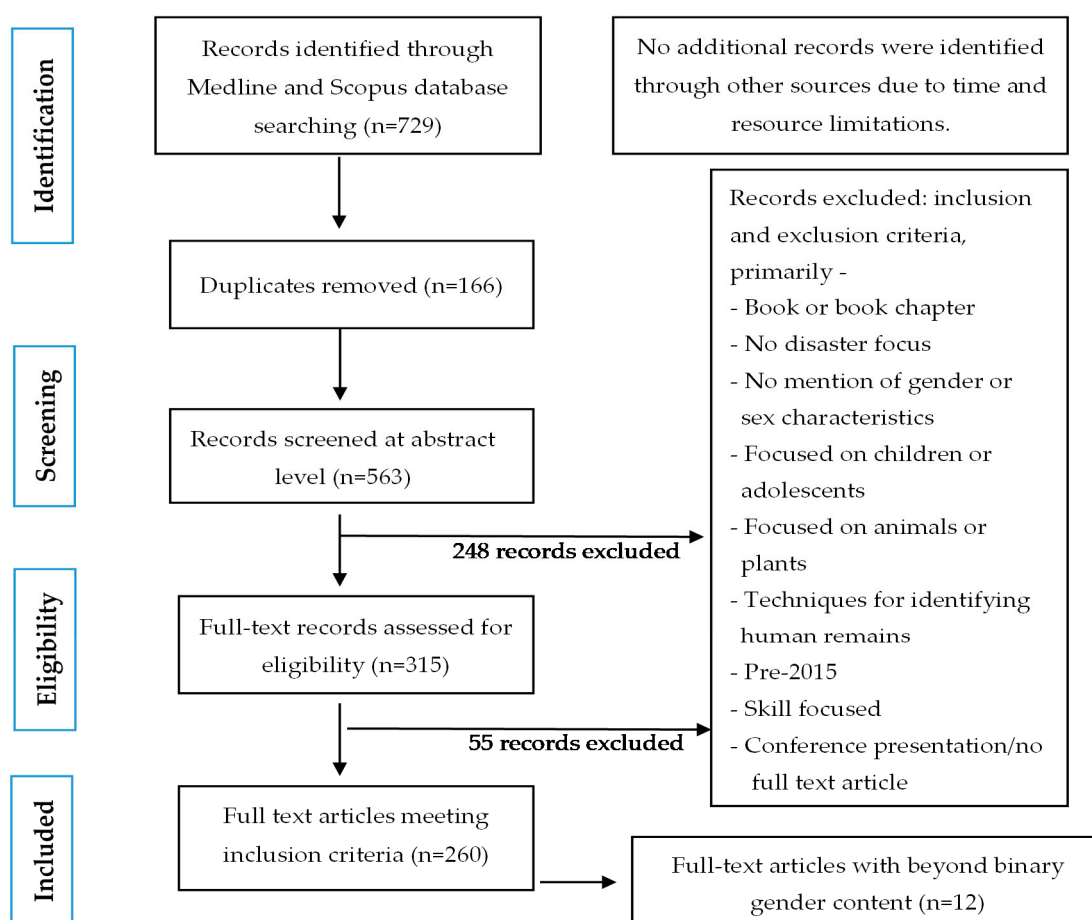 Identification
Records identified through
Medline and Scopus database
searching (n=729)
No additional records were identified
through other sources due to time and
resource limitations.
Duplicates removed (n=166)
Screening
Records screened at abstract
level (n=563)
248 records excluded
Records excluded: inclusion
and exclusion criteria,
primarily -
- Book or book chapter
- No disaster focus
- No mention of gender or
sex characteristics
- Focused on children or
adolescents
- Focused on animals or
plants
- Techniques for identifying
human remains
- Pre-2015
- Skill focused
- Conference presentation/no
full text article
Eligibility
Full-text records assessed for
eligibility (n=315)
55 records excluded
Included
Full text articles meeting
inclusion criteria (n=260)
Full-text articles with beyond binary
gender content (n=12)